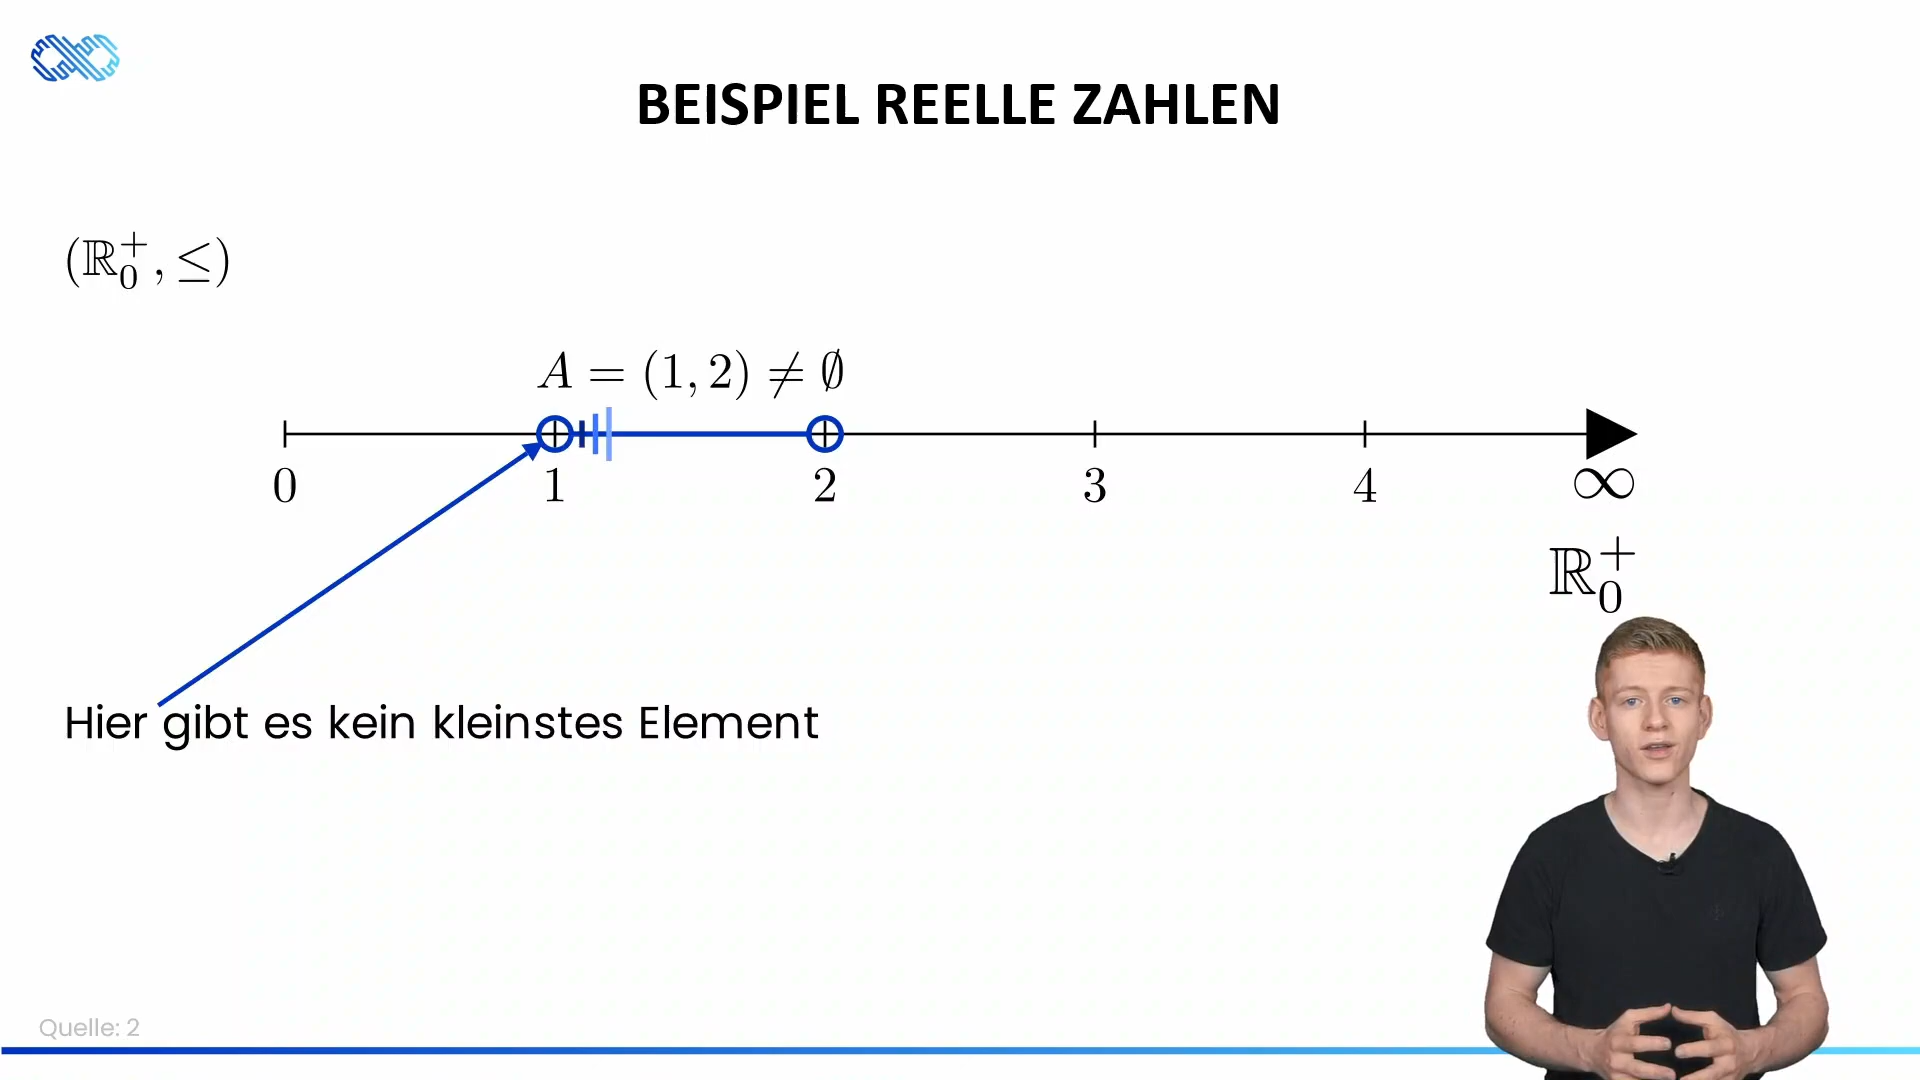 BEISPIEL REELLE ZAHLEN
(ℝ₀⁺, ≤)
A = (1, 2) ≠ ∅
0 1 2 3 4 ∞
ℝ₀⁺
Hier gibt es kein kleinstes Element
Quelle: 2